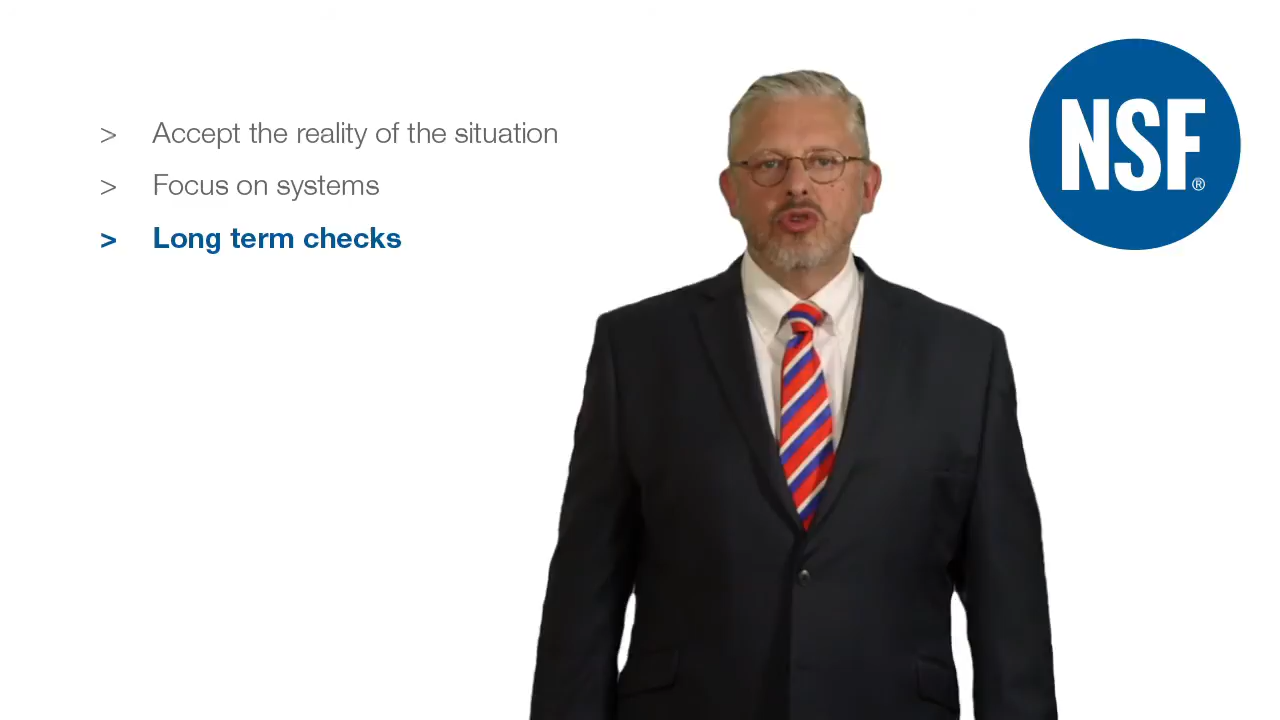 > Accept the reality of the situation
> Focus on systems
> Long term checks
NSF®